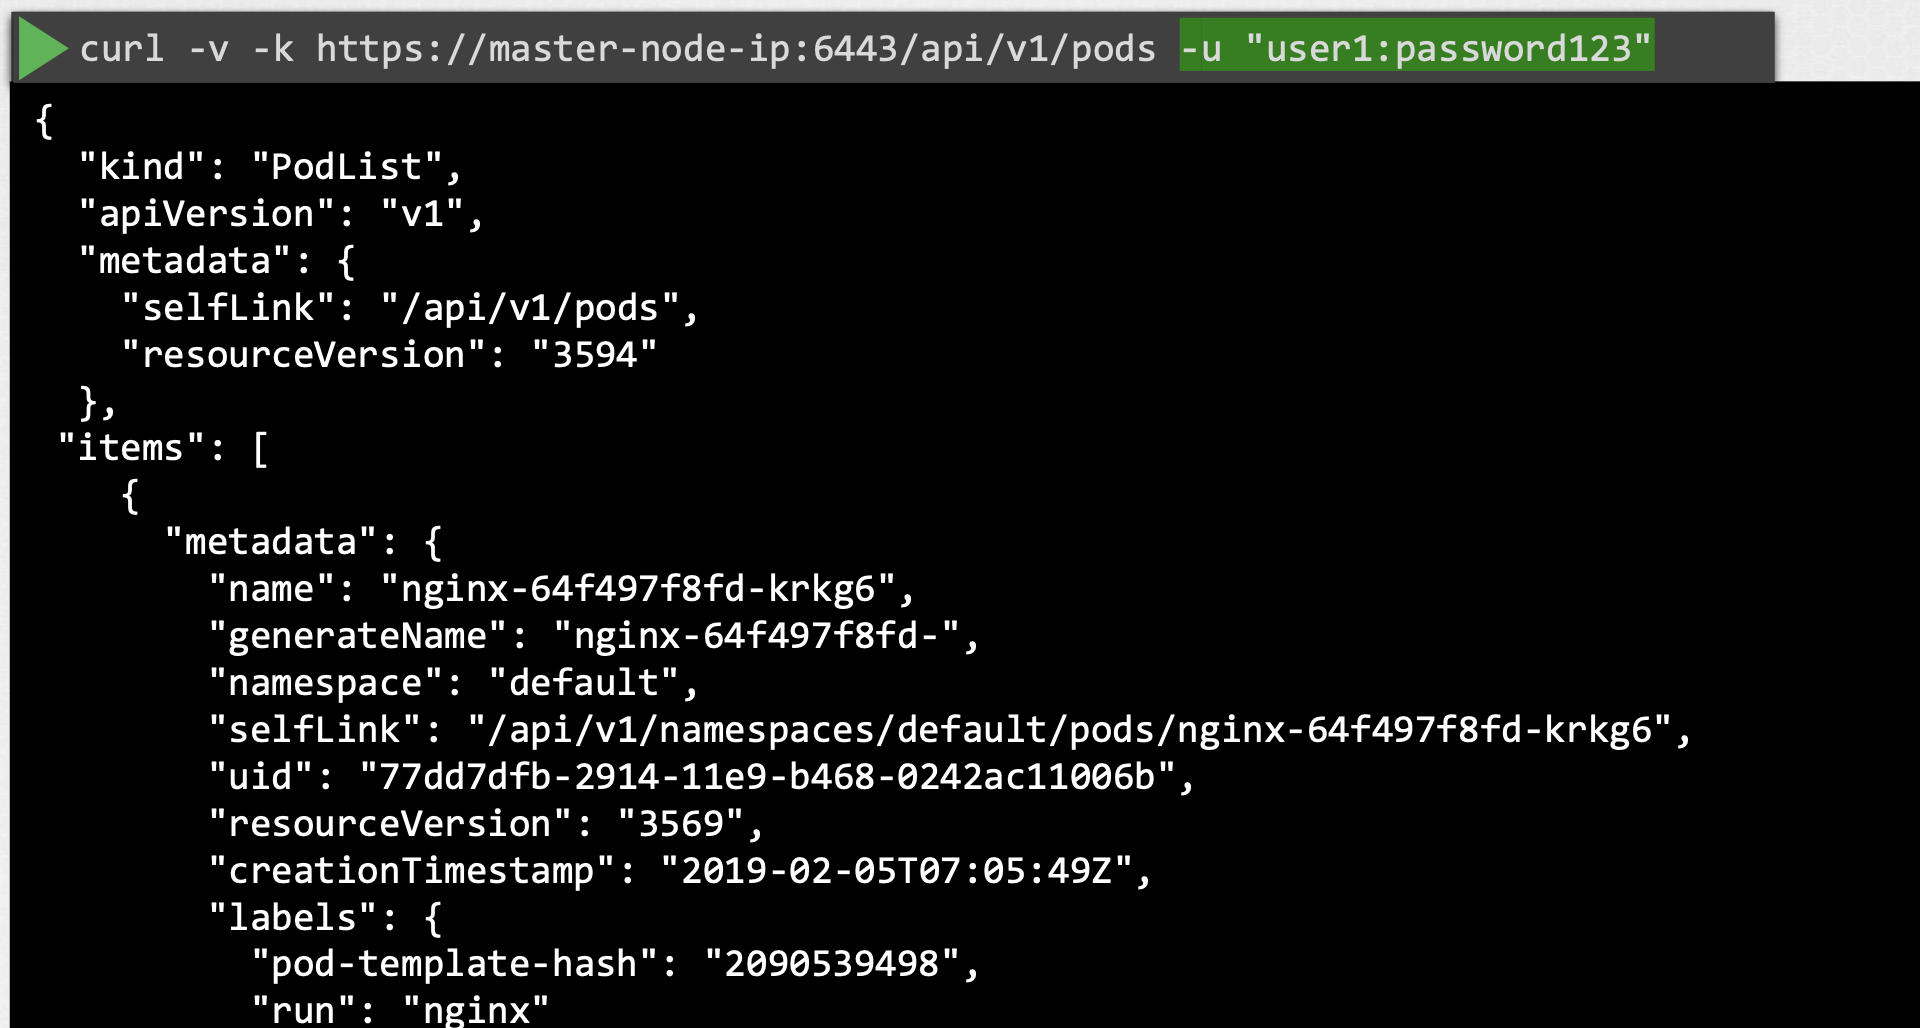 curl -v -k https://master-node-ip:6443/api/v1/pods -u "user1:password123"
{
"kind": "PodList",
"apiVersion": "v1",
"metadata": {
"selfLink": "/api/v1/pods",
"resourceVersion": "3594"
},
"items": [
{
"metadata": {
"name": "nginx-64f497f8fd-krkg6",
"generateName": "nginx-64f497f8fd-",
"namespace": "default",
"selfLink": "/api/v1/namespaces/default/pods/nginx-64f497f8fd-krkg6",
"uid": "77dd7dfb-2914-11e9-b468-0242ac11006b",
"resourceVersion": "3569",
"creationTimestamp": "2019-02-05T07:05:49Z",
"labels": {
"pod-template-hash": "2090539498",
"run": "nginx"